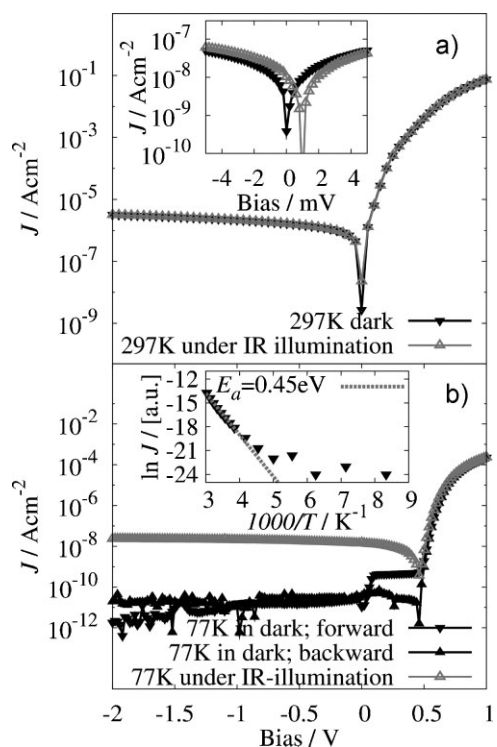 a)
J / Acm-2
10-7
10-8
10-9
10-10
-4 -2 0 2 4
Bias / mV
J / Acm-2
10-1
10-3
10-5
10-7
10-9
297K dark
297K under IR illumination
b)
ln J / [a.u.]
-12
-15
-18
-21
-24
Ea=0.45eV
3 4 5 6 7 8 9
1000/T / K-1
J / Acm-2
10-2
10-4
10-6
10-8
10-10
10-12
77K in dark; forward
77K in dark; backward
77K under IR-illumination
-2 -1.5 -1 -0.5 0 0.5 1
Bias / V